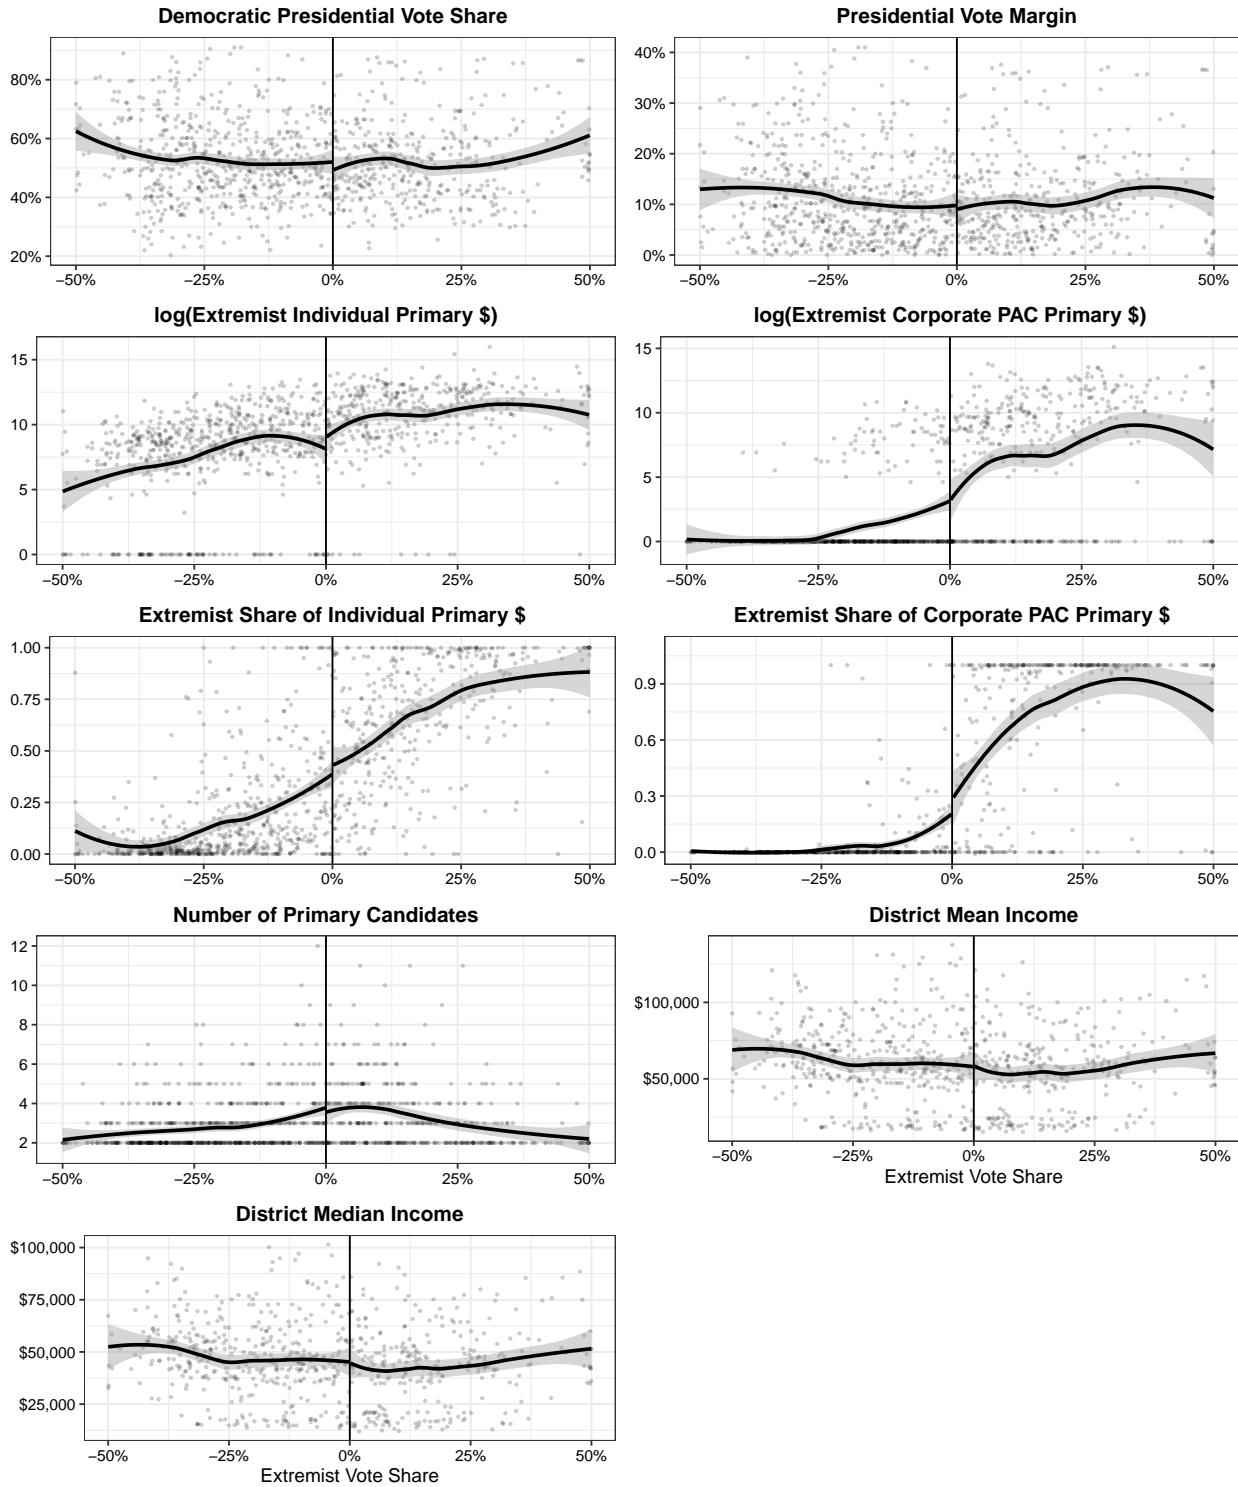 Democratic Presidential Vote Share
80%
60%
40%
20%
−50% −25% 0% 25% 50%
Presidential Vote Margin
40%
30%
20%
10%
0%
−50% −25% 0% 25% 50%
log(Extremist Individual Primary $)
15
10
5
0
−50% −25% 0% 25% 50%
log(Extremist Corporate PAC Primary $)
15
10
5
0
−50% −25% 0% 25% 50%
Extremist Share of Individual Primary $
1.00
0.75
0.50
0.25
0.00
−50% −25% 0% 25% 50%
Extremist Share of Corporate PAC Primary $
0.9
0.6
0.3
0.0
−50% −25% 0% 25% 50%
Number of Primary Candidates
12
10
8
6
4
2
−50% −25% 0% 25% 50%
District Mean Income
$100,000
$50,000
−50% −25% 0% 25% 50%
Extremist Vote Share
District Median Income
$100,000
$75,000
$50,000
$25,000
−50% −25% 0% 25% 50%
Extremist Vote Share